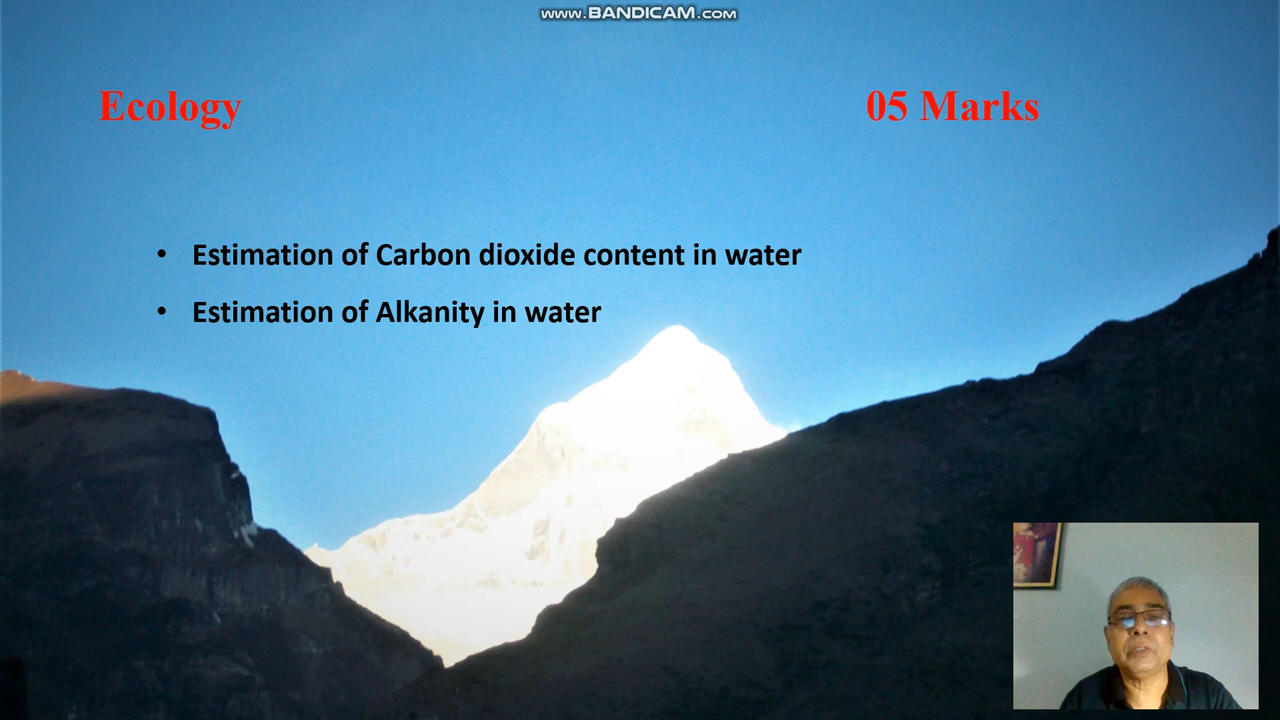 www.BANDICAM.com
Ecology
05 Marks
• Estimation of Carbon dioxide content in water
• Estimation of Alkanity in water